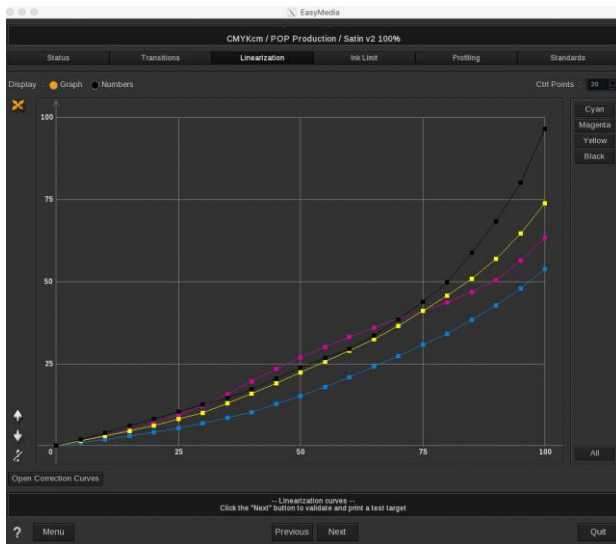 EasyMedia
CMYKcm / POP Production / Satin v2 100%
Status Transitions Linearization Ink Limit Profiling Standards
Display : Graph Numbers Ctrl Points : 20
Cyan
Magenta
Yellow
Black
100
75
50
25
0 25 50 75 100
All
Open Correction Curves
-- Linearization curves --
Click the "Next" button to validate and print a test target
? Menu Previous Next Quit